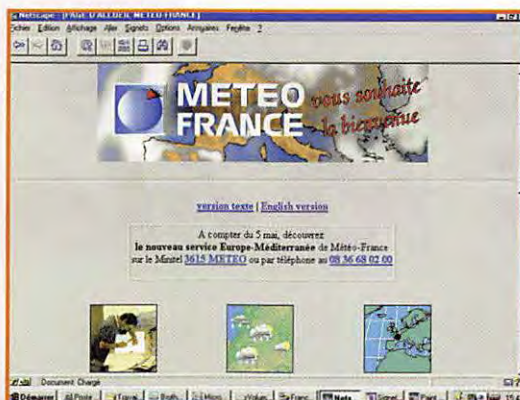 Netscape - [PAGE D'ACCUEIL METEO-FRANCE]
Fichier Edition Affichage Aller Signets Options Annuaires Fenêtre ?
METEO
FRANCE
vous souhaite
la bienvenue
version texte | English version
A compter du 5 mai, découvrez
le nouveau service Europe-Méditerranée de Météo-France
sur le Minitel 3615 METEO ou par téléphone au 08 36 68 02 00
Document Chargé
Démarrer